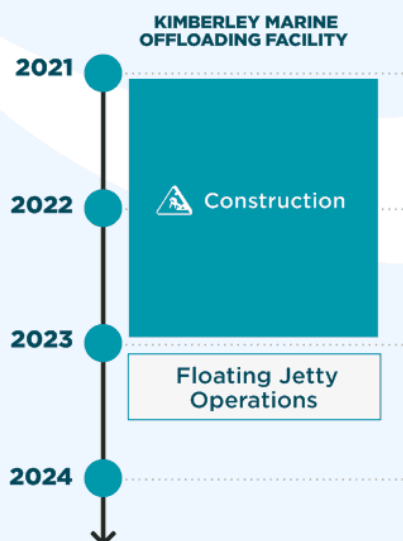 KIMBERLEY MARINE
OFFLOADING FACILITY
2021
Construction
2022
2023
Floating Jetty
Operations
2024